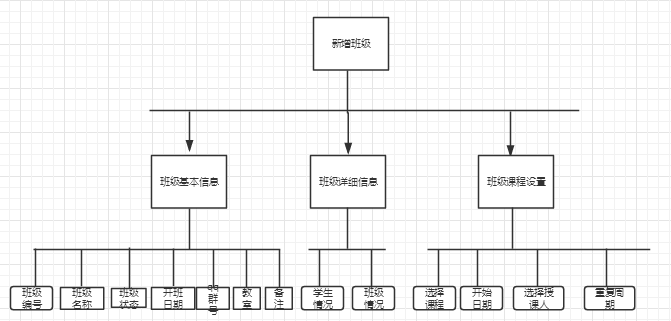 新增班级
班级基本信息
班级详细信息
班级课程设置
班级
编号
班级
名称
班级
状态
开班
日期
qq
群
号
教
室
备
注
学生
情况
班级
情况
选择
课程
开始
日期
选择授
课人
重复周
期